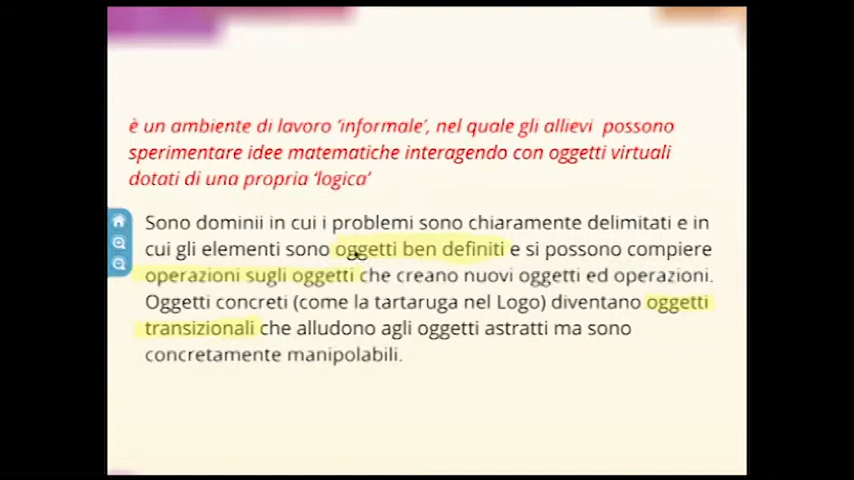 è un ambiente di lavoro ‘informale’, nel quale gli allievi possono
sperimentare idee matematiche interagendo con oggetti virtuali
dotati di una propria ‘logica’
Sono dominii in cui i problemi sono chiaramente delimitati e in
cui gli elementi sono oggetti ben definiti e si possono compiere
operazioni sugli oggetti che creano nuovi oggetti ed operazioni.
Oggetti concreti (come la tartaruga nel Logo) diventano oggetti
transizionali che alludono agli oggetti astratti ma sono
concretamente manipolabili.